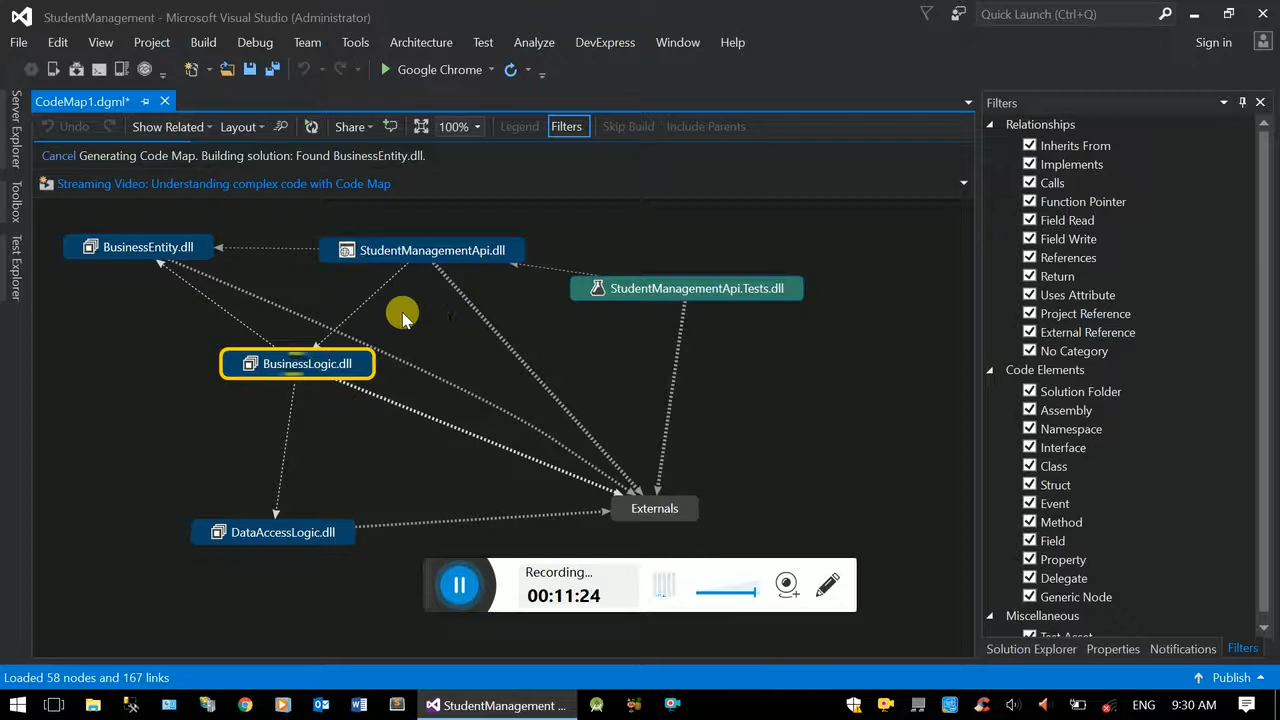 StudentManagement - Microsoft Visual Studio (Administrator)
Quick Launch (Ctrl+Q)
File Edit View Project Build Debug Team Tools Architecture Test Analyze DevExpress Window Help
Sign in
Google Chrome
CodeMap1.dgml*
Undo Show Related Layout Share 100% Legend Filters Skip Build Include Parents
Cancel Generating Code Map. Building solution: Found BusinessEntity.dll.
Streaming Video: Understanding complex code with Code Map
Server Explorer
Toolbox
Test Explorer
BusinessEntity.dll
StudentManagementApi.dll
StudentManagementApi.Tests.dll
BusinessLogic.dll
Externals
DataAccessLogic.dll
Recording...
00:11:24
Filters
Relationships
Inherits From
Implements
Calls
Function Pointer
Field Read
Field Write
References
Return
Uses Attribute
Project Reference
External Reference
No Category
Code Elements
Solution Folder
Assembly
Namespace
Interface
Class
Struct
Event
Method
Field
Property
Delegate
Generic Node
Miscellaneous
Test Asset
Solution Explorer Properties Notifications Filters
Loaded 58 nodes and 167 links
Publish
StudentManagement ...
ENG 9:30 AM